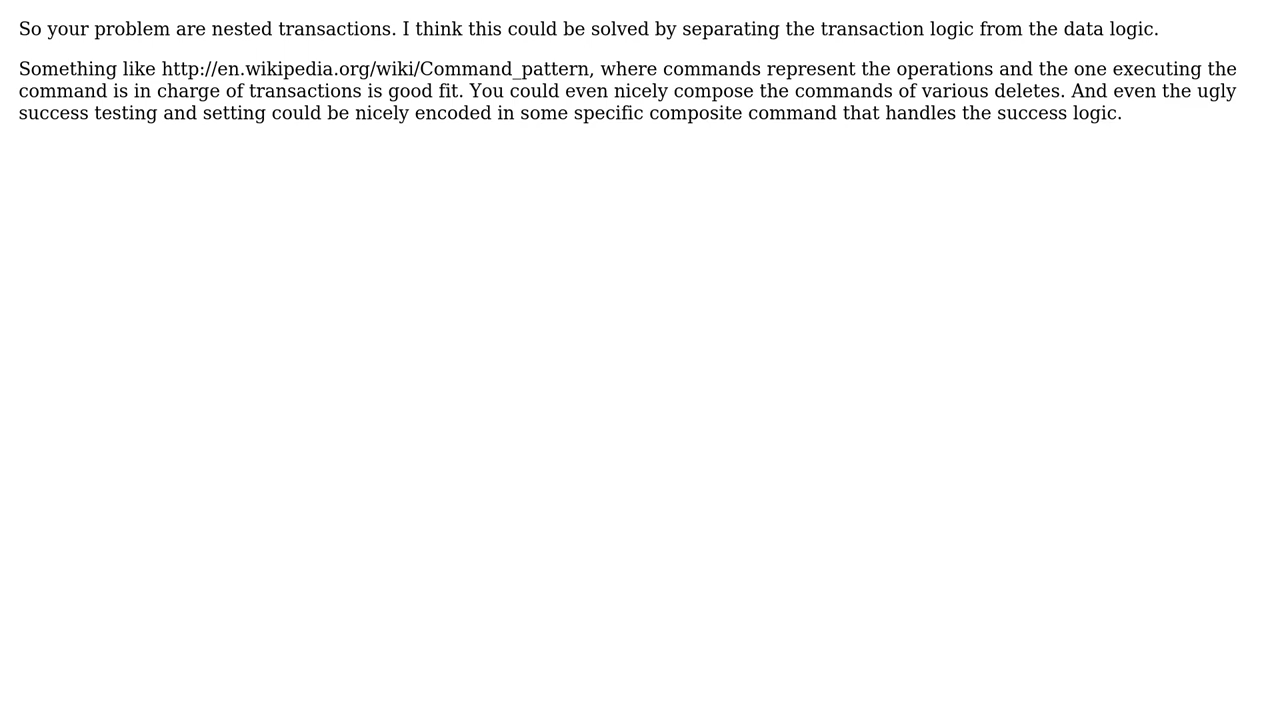 So your problem are nested transactions. I think this could be solved by separating the transaction logic from the data logic.
Something like http://en.wikipedia.org/wiki/Command_pattern, where commands represent the operations and the one executing the
command is in charge of transactions is good fit. You could even nicely compose the commands of various deletes. And even the ugly
success testing and setting could be nicely encoded in some specific composite command that handles the success logic.